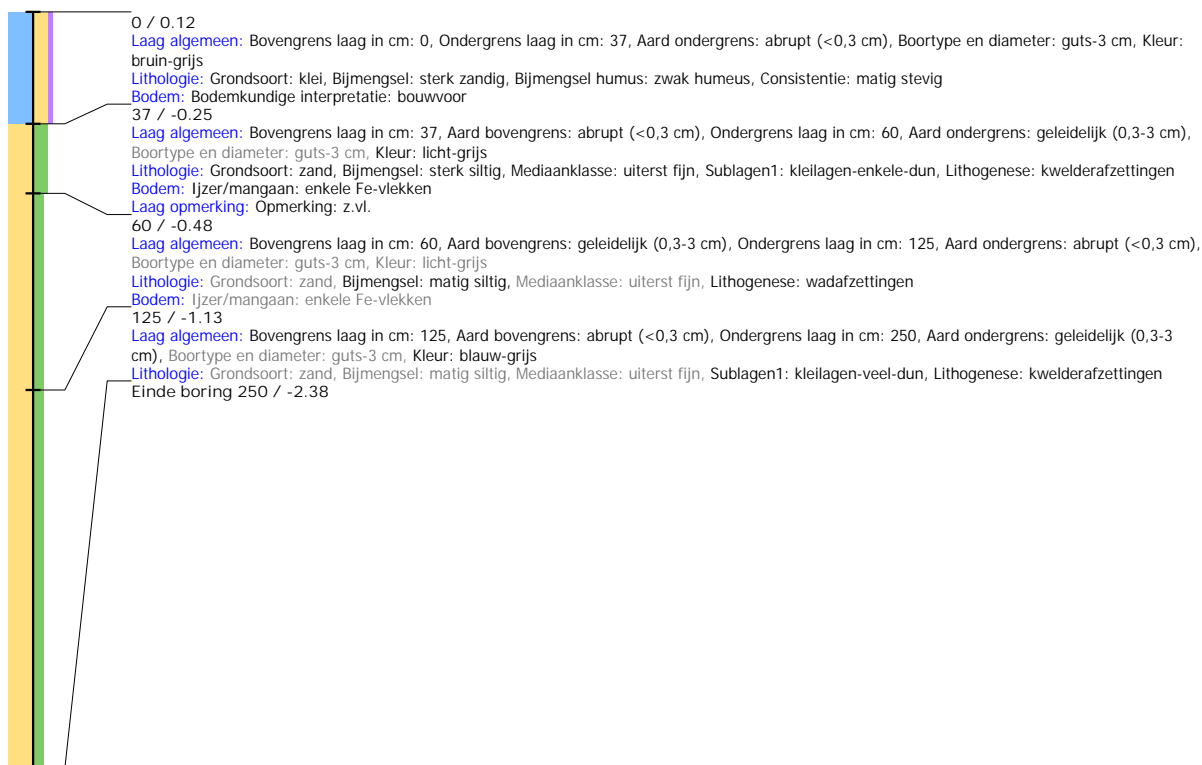 0 / 0.12
Laag algemeen: Bovengrens laag in cm: 0, Ondergrens laag in cm: 37, Aard ondergrens: abrupt (<0,3 cm), Boortype en diameter: guts-3 cm, Kleur:
bruin-grijs
Lithologie: Grondsoort: klei, Bijmengsel: sterk zandig, Bijmengsel humus: zwak humeus, Consistentie: matig stevig
Bodem: Bodemkundige interpretatie: bouwvoor
37 / -0.25
Laag algemeen: Bovengrens laag in cm: 37, Aard bovengrens: abrupt (<0,3 cm), Ondergrens laag in cm: 60, Aard ondergrens: geleidelijk (0,3-3 cm),
Boortype en diameter: guts-3 cm, Kleur: licht-grijs
Lithologie: Grondsoort: zand, Bijmengsel: sterk siltig, Mediaanklasse: uiterst fijn, Sublagen1: kleilagen-enkele-dun, Lithogenese: kwelderafzettingen
Bodem: Ijzer/mangaan: enkele Fe-vlekken
Laag opmerking: Opmerking: z.vl.
60 / -0.48
Laag algemeen: Bovengrens laag in cm: 60, Aard bovengrens: geleidelijk (0,3-3 cm), Ondergrens laag in cm: 125, Aard ondergrens: abrupt (<0,3 cm),
Boortype en diameter: guts-3 cm, Kleur: licht-grijs
Lithologie: Grondsoort: zand, Bijmengsel: matig siltig, Mediaanklasse: uiterst fijn, Lithogenese: wadafzettingen
Bodem: Ijzer/mangaan: enkele Fe-vlekken
125 / -1.13
Laag algemeen: Bovengrens laag in cm: 125, Aard bovengrens: abrupt (<0,3 cm), Ondergrens laag in cm: 250, Aard ondergrens: geleidelijk (0,3-3
cm), Boortype en diameter: guts-3 cm, Kleur: blauw-grijs
Lithologie: Grondsoort: zand, Bijmengsel: matig siltig, Mediaanklasse: uiterst fijn, Sublagen1: kleilagen-veel-dun, Lithogenese: kwelderafzettingen
Einde boring 250 / -2.38